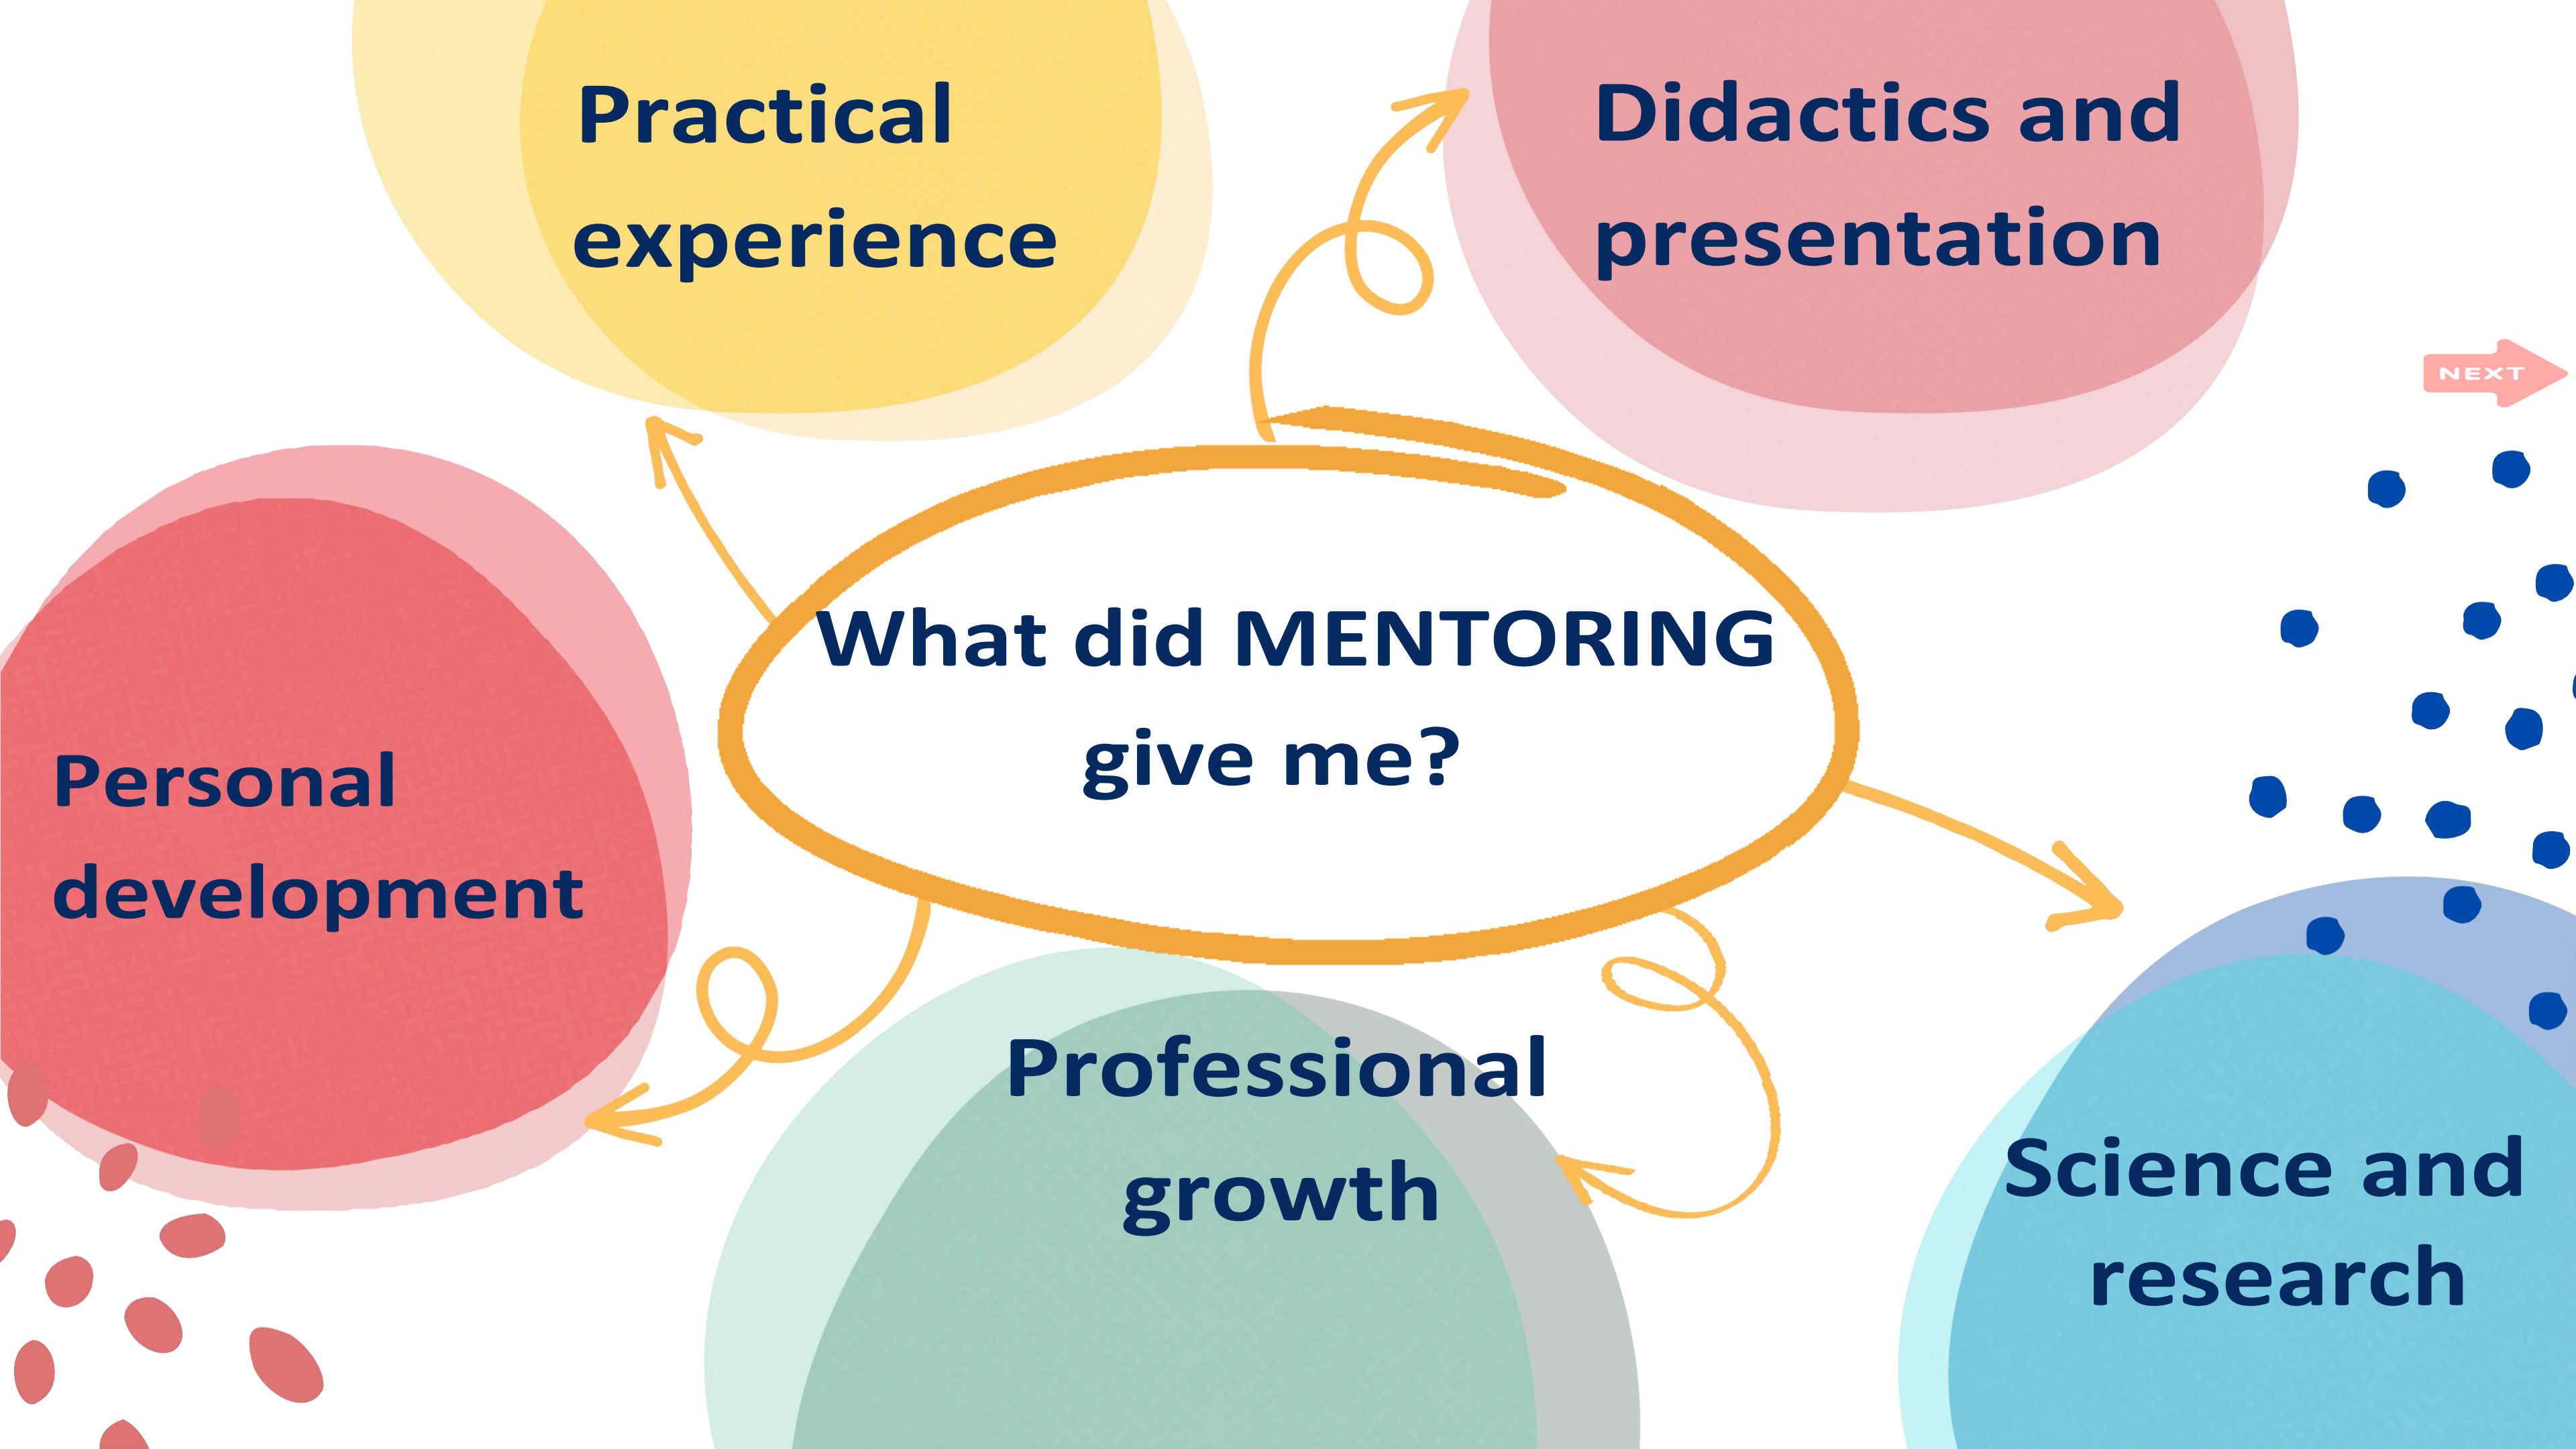 Practical
experience
Didactics and
presentation
NEXT
What did MENTORING
give me?
Personal
development
Professional
growth
Science and
research